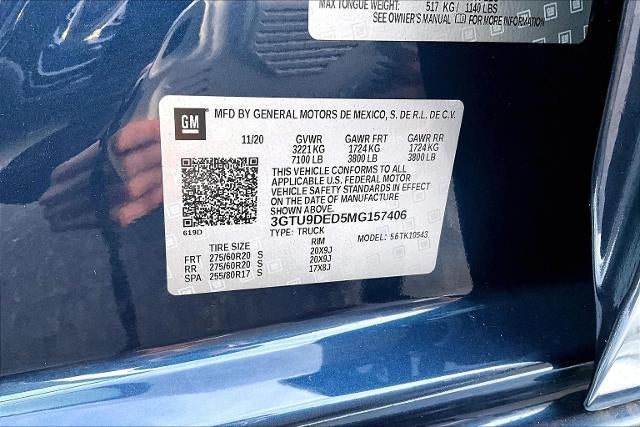 MAX TONGUE WEIGHT: 517 KG / 1140 LBS
SEE OWNER'S MANUAL FOR MORE INFORMATION
GM
MFD BY GENERAL MOTORS DE MEXICO, S. DE R.L. DE C.V.
11/20 GVWR GAWR FRT GAWR RR
3221 KG 1724 KG 1724 KG
7100 LB 3800 LB 3800 LB
THIS VEHICLE CONFORMS TO ALL
APPLICABLE U.S. FEDERAL MOTOR
VEHICLE SAFETY STANDARDS IN EFFECT
ON THE DATE OF MANUFACTURE
SHOWN ABOVE.
3GTU9DED5MG157406
619D
TYPE: TRUCK MODEL: 56TK10543
TIRE SIZE RIM
FRT 275/60R20 S 20X9J
RR 275/60R20 S 20X9J
SPA 255/80R17 S 17X8J